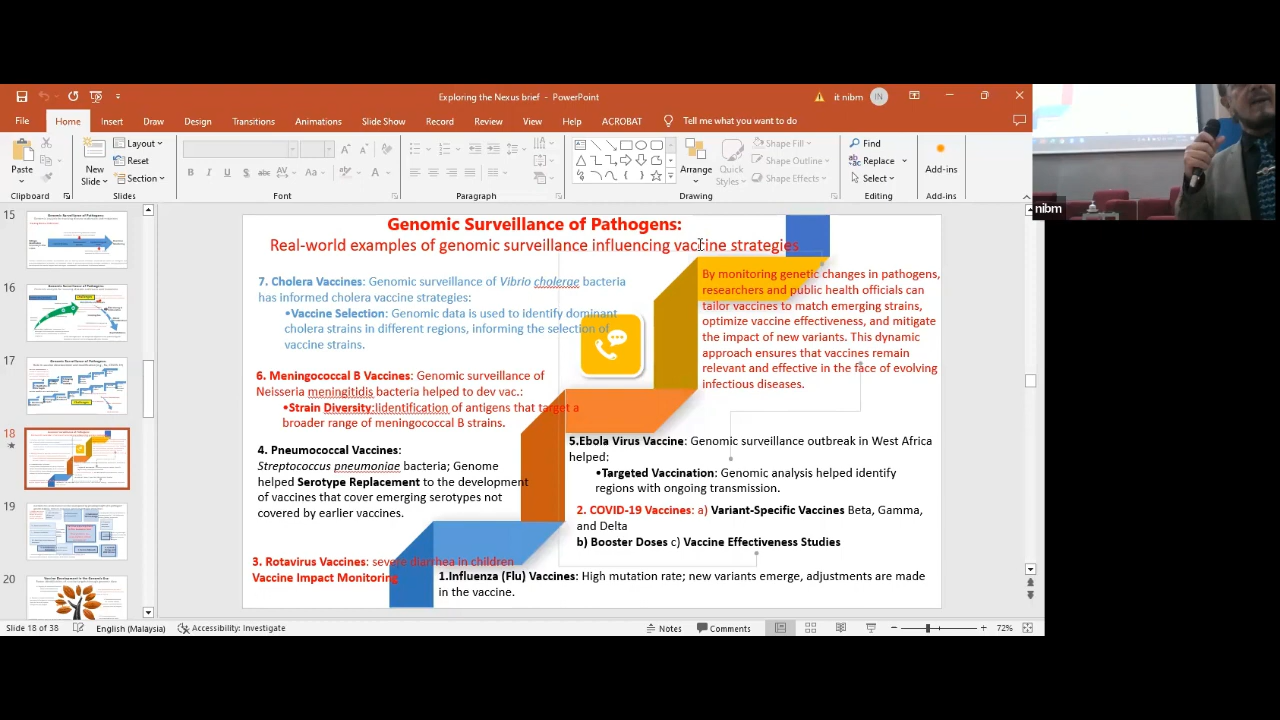 Exploring the Nexus brief - PowerPoint
it nibm
IN
File Home Insert Draw Design Transitions Animations Slide Show Record Review View Help ACROBAT Tell me what you want to do
Paste
New Slide
Layout
Reset
Section
Arrange
Quick Styles
Shape Fill
Shape Outline
Shape Effects
Find
Replace
Select
Add-ins
Clipboard Slides Font Paragraph Drawing Editing Add-ins
nibm
15
16
17
18
19
20
Genomic Surveillance of Pathogens:
Real-world examples of genomic surveillance influencing vaccine strategies
7. Cholera Vaccines: Genomic surveillance of Vibrio cholerae bacteria
has informed cholera vaccine strategies:
•Vaccine Selection: Genomic data is used to identify dominant
cholera strains in different regions, informing the selection of
vaccine strains.
By monitoring genetic changes in pathogens,
researchers and public health officials can
tailor vaccines to match emerging strains,
optimize vaccine effectiveness, and mitigate
the impact of new variants. This dynamic
approach ensures that vaccines remain
relevant and effective in the face of evolving
infectious diseases.
6. Meningococcal B Vaccines: Genomic surveillance of
Neisseria meningitidis bacteria helped to dev vac.:
•Strain Diversity:Iidentification of antigens that target a
broader range of meningococcal B strains.
4. Pneumococcal Vaccines:
Streptococcus pneumoniae bacteria;
helped Serotype Replacement to the development
of vaccines that cover emerging serotypes not
covered by earlier vaccines.
5.Ebola Virus Vaccine: Genomic outbreak in West Africa
helped:
•Targeted Vaccination: Genomic analysis helped identify
regions with ongoing transmission.
2. COVID-19 Vaccines: a) Variant-Specific Beta, Gamma,
and Delta
b) Booster Doses c) Vaccine Effectiveness Studies
3. Rotavirus Vaccines: severe diarrhea in children
Vaccine Impact Monitoring
1.Influenza (Flu) Vaccines: High mutation rate, new variants adjustments are made
in the vaccine.
Slide 18 of 38 English (Malaysia) Accessibility: Investigate Notes Comments 72%